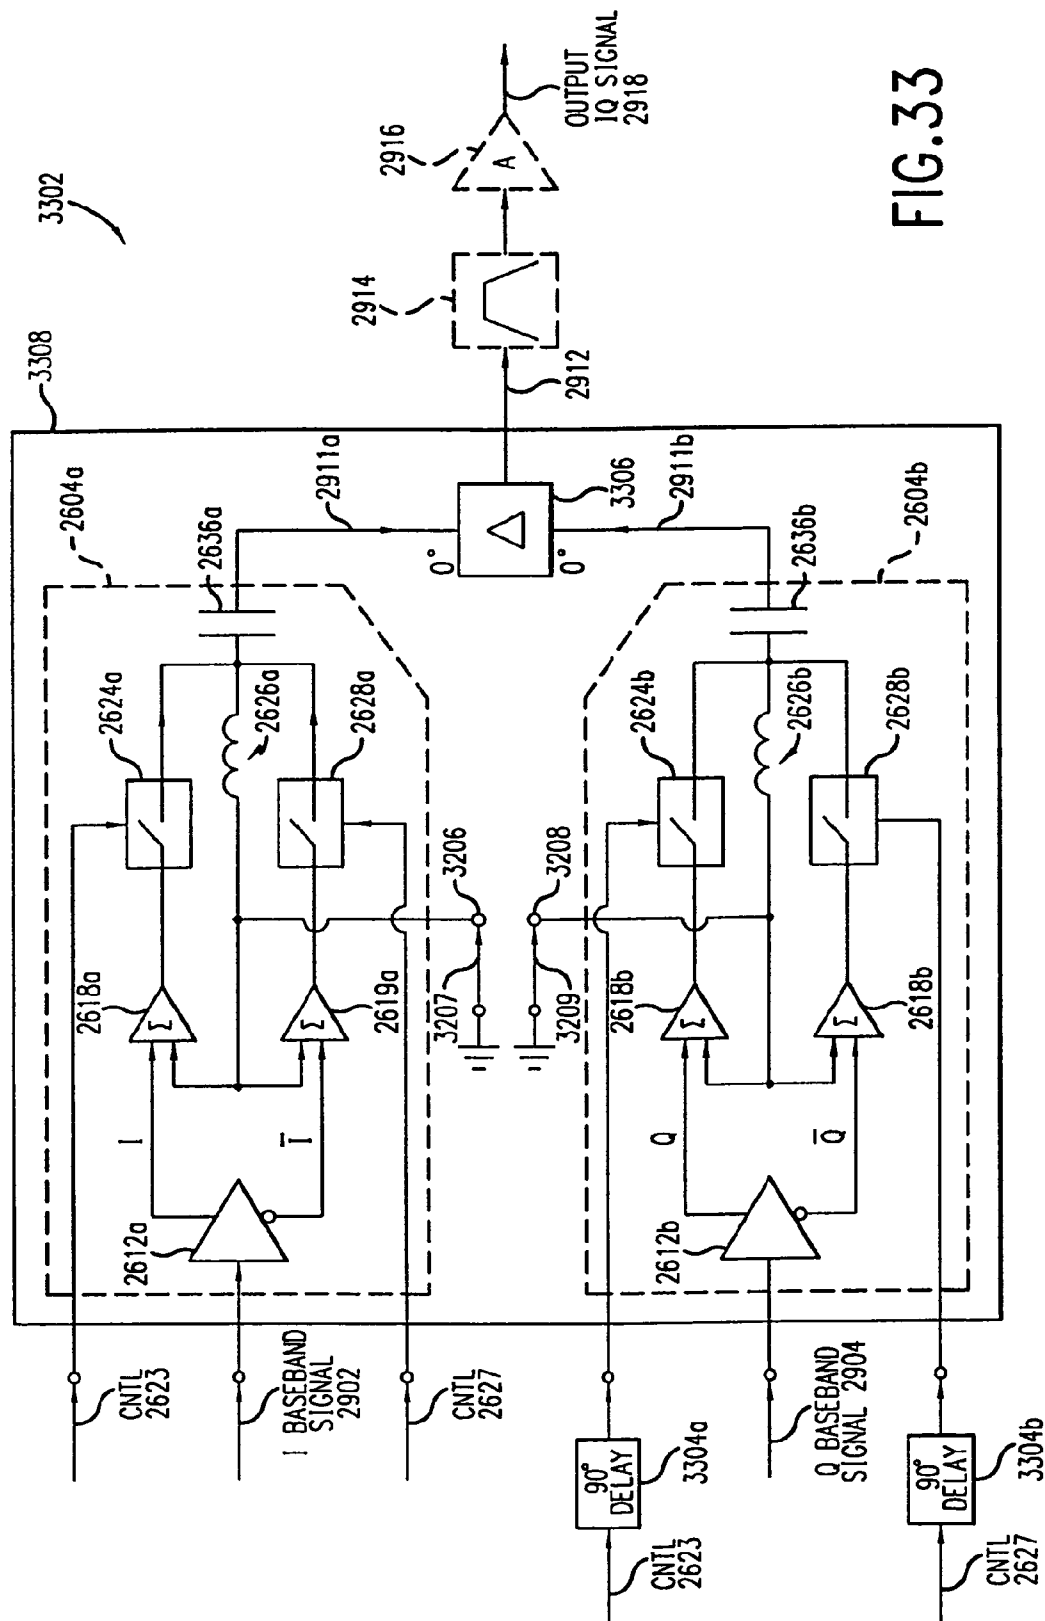 3302
3308
2604a
2624a
2636a
2618a
2612a
I
Ī
2626a
2619a
2628a
CNTL
2623
I BASEBAND
SIGNAL
2902
CNTL
2627
2911a
0°
Δ
0°
3306
2911b
2912
2914
2916
A
OUTPUT
IQ SIGNAL
2918
3206
3207
3208
3209
Σ
Σ
2604b
2624b
2636b
2618b
2612b
Q
Q̄
2626b
2618b
2628b
Σ
Σ
90°
DELAY
3304a
CNTL
2623
Q BASEBAND
SIGNAL 2904
90°
DELAY
3304b
CNTL
2627
FIG.33